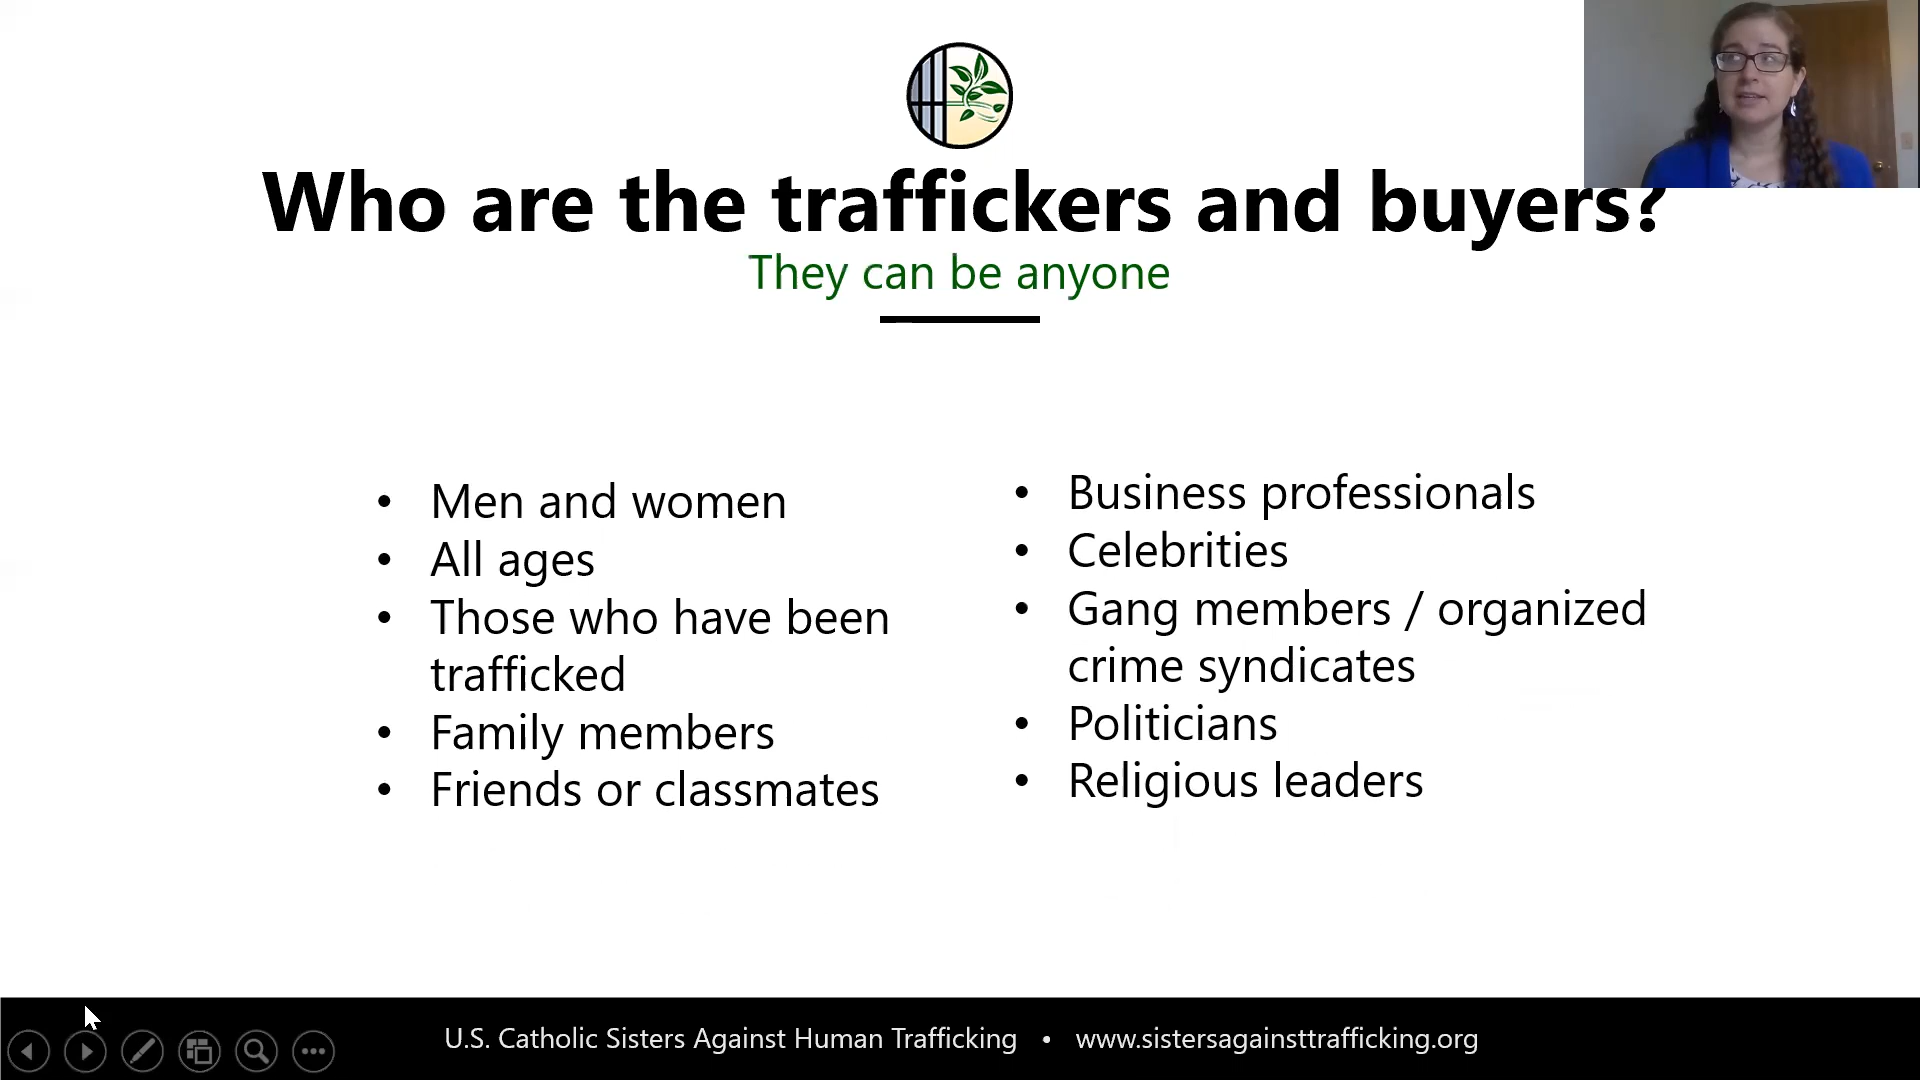 Who are the traffickers and buyers?
They can be anyone
• Men and women
• All ages
• Those who have been
trafficked
• Family members
• Friends or classmates
• Business professionals
• Celebrities
• Gang members / organized
crime syndicates
• Politicians
• Religious leaders
U.S. Catholic Sisters Against Human Trafficking • www.sistersagainsttrafficking.org